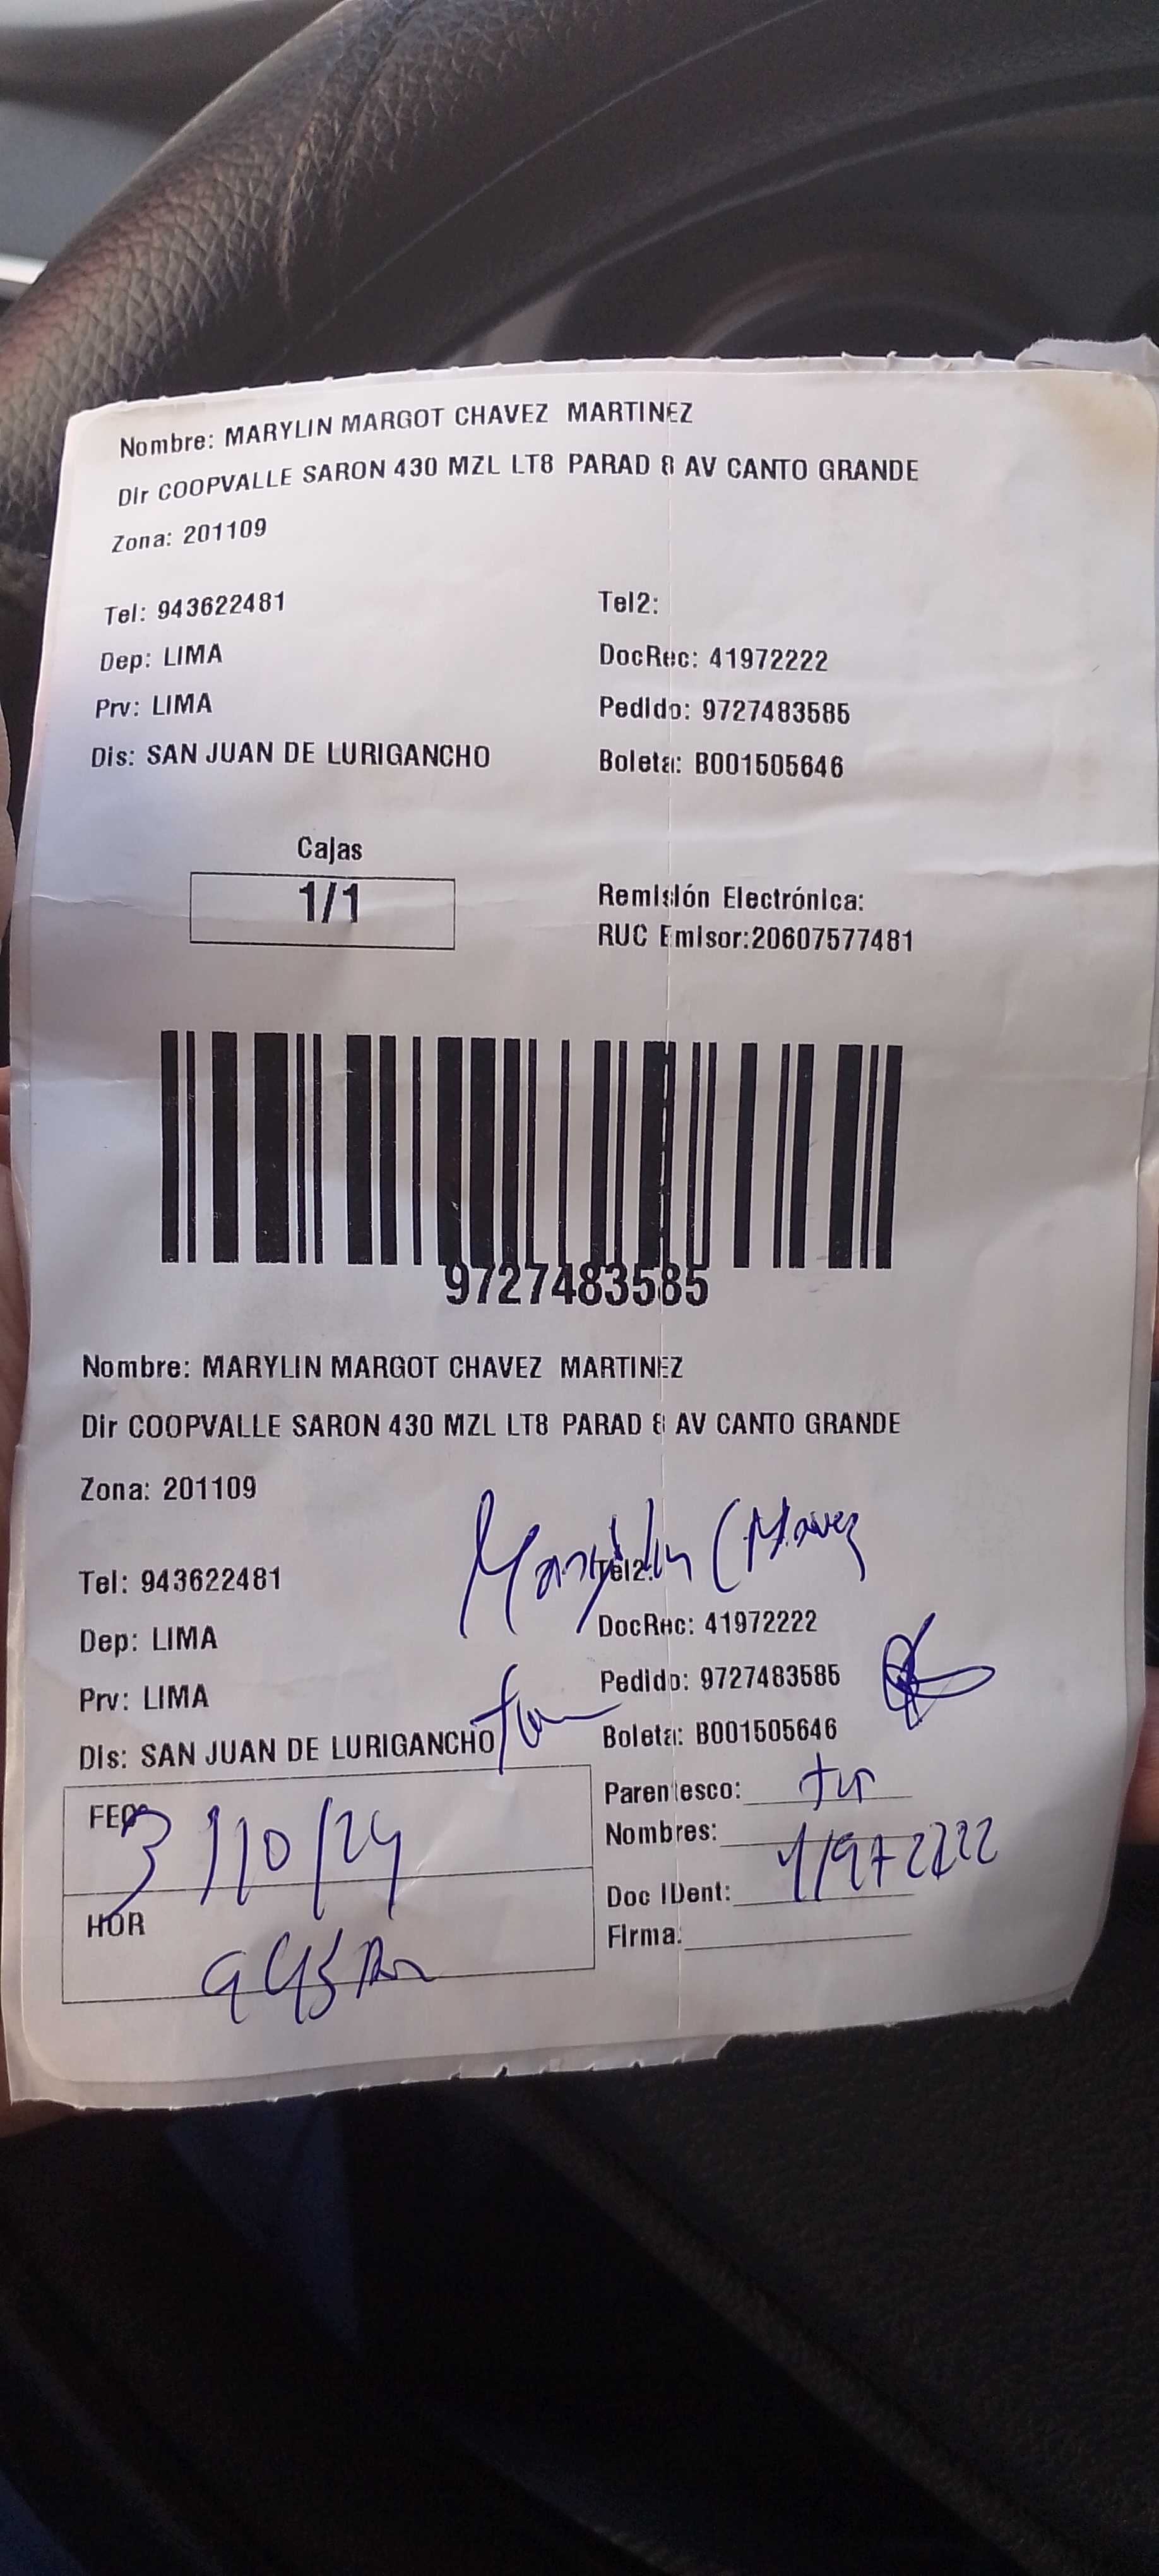 Nombre: MARYLIN MARGOT CHAVEZ MARTINEZ
Dir COOPVALLE SARON 430 MZL LT8 PARAD 8 AV CANTO GRANDE
Zona: 201109
Tel: 943622481 Tel2:
Dep: LIMA DocRec: 41972222
Prv: LIMA Pedido: 9727483585
Dis: SAN JUAN DE LURIGANCHO Boleta: B001505646
Cajas
1/1
Remisión Electrónica:
RUC Emisor:20607577481
9727483585
Nombre: MARYLIN MARGOT CHAVEZ MARTINEZ
Dir COOPVALLE SARON 430 MZL LT8 PARAD 8 AV CANTO GRANDE
Zona: 201109
Marylin Chavez
Tel: 943622481 Tel2:
Dep: LIMA DocRec: 41972222
Prv: LIMA Pedido: 9727483585
Dis: SAN JUAN DE LURIGANCHO Boleta: B001505646
FEC 3/10/24
HOR
Parentesco:
Nombres:
Doc IDent: 41972222
Firma: